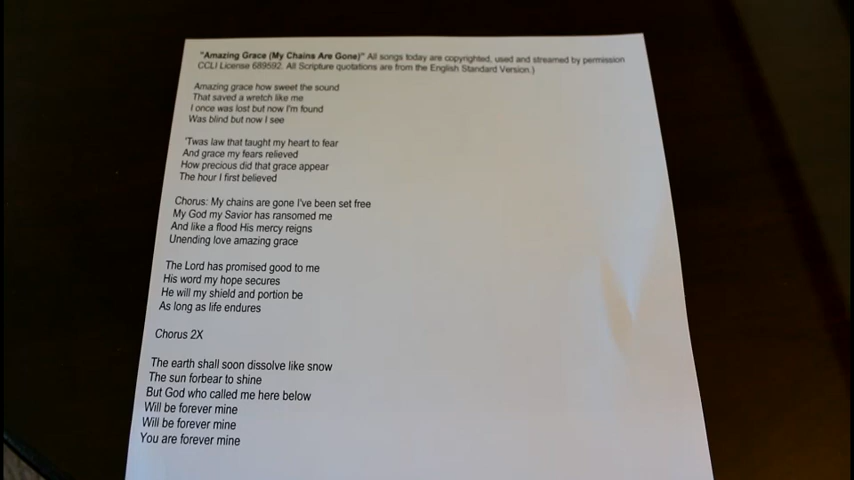 "Amazing Grace (My Chains Are Gone)" All songs today are copyrighted, used and streamed by permission
CCLI License 689592. All Scripture quotations are from the English Standard Version.)
Amazing grace how sweet the sound
That saved a wretch like me
I once was lost but now I'm found
Was blind but now I see
'Twas law that taught my heart to fear
And grace my fears relieved
How precious did that grace appear
The hour I first believed
Chorus: My chains are gone I've been set free
My God my Savior has ransomed me
And like a flood His mercy reigns
Unending love amazing grace
The Lord has promised good to me
His word my hope secures
He will my shield and portion be
As long as life endures
Chorus 2X
The earth shall soon dissolve like snow
The sun forbear to shine
But God who called me here below
Will be forever mine
Will be forever mine
You are forever mine